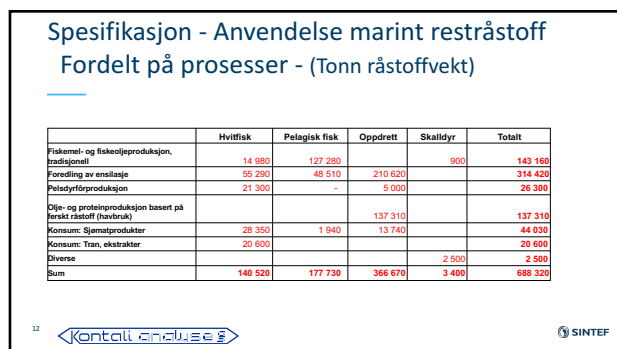 Spesifikasjon - Anvendelse marint restråstoff
Fordelt på prosesser - (Tonn råstoffvekt)
Hvitfisk Pelagisk fisk Oppdrett Skalldyr Totalt
Fiskemel- og fiskeoljeproduksjon,
tradisjonell 14 980 127 280 900 143 160
Foredling av ensilasje 55 290 48 510 210 620 314 420
Pelsdyrfôrproduksjon 21 300 - 5 000 26 300
Olje- og proteinproduksjon basert på
ferskt råstoff (havbruk) 137 310 137 310
Konsum: Sjømatprodukter 28 350 1 940 13 740 44 030
Konsum: Tran, ekstrakter 20 600 20 600
Diverse 2 500 2 500
Sum 140 520 177 730 366 670 3 400 688 320
12 Kontali analyse SINTEF